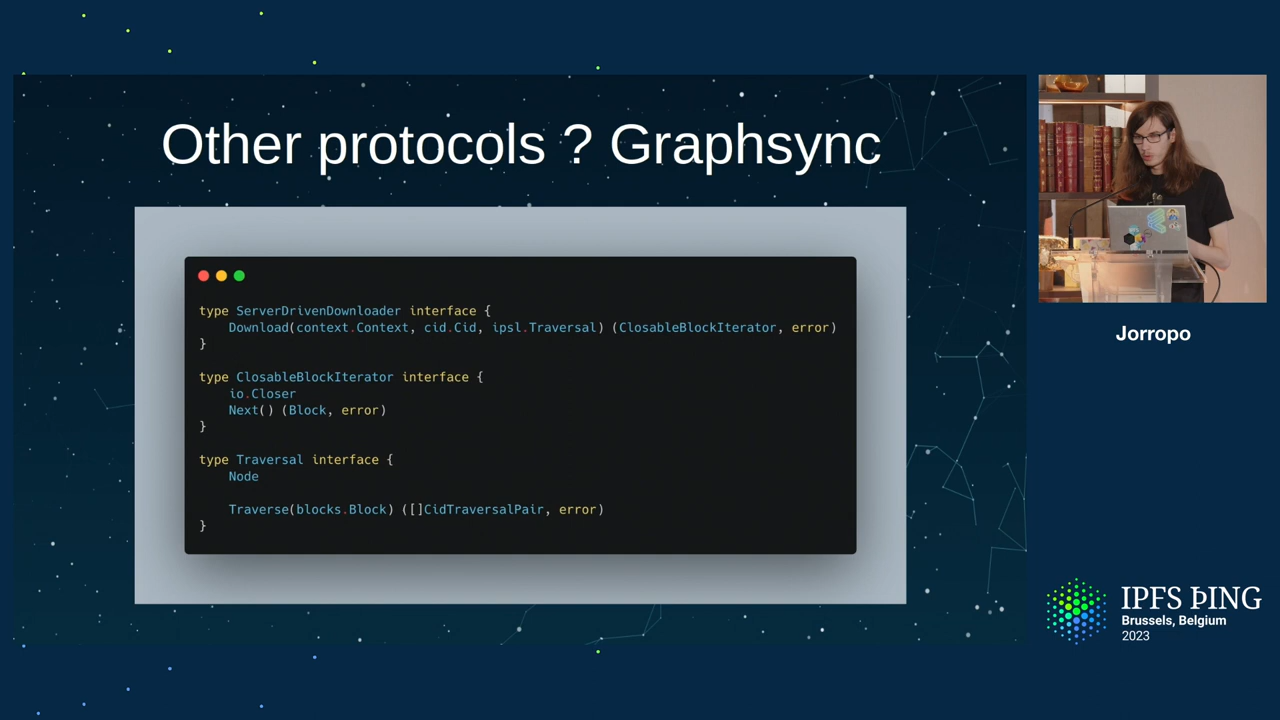 Other protocols ? Graphsync
type ServerDrivenDownloader interface {
    Download(context.Context, cid.Cid, ipsl.Traversal) (ClosableBlockIterator, error)
}
type ClosableBlockIterator interface {
    io.Closer
    Next() (Block, error)
}
type Traversal interface {
    Node
    Traverse(blocks.Block) ([]CidTraversalPair, error)
}
Jorropo
IPFS ÞING
Brussels, Belgium
2023